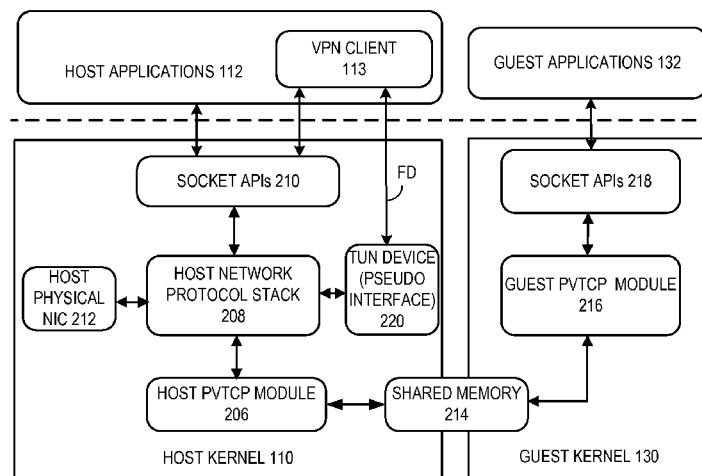 VPN CLIENT
113
HOST APPLICATIONS 112
GUEST APPLICATIONS 132
SOCKET APIs 210
FD
SOCKET APIs 218
HOST
PHYSICAL
NIC 212
HOST NETWORK
PROTOCOL STACK
208
TUN DEVICE
(PSEUDO
INTERFACE)
220
GUEST PVTCP MODULE
216
HOST PVTCP MODULE
206
SHARED MEMORY
214
HOST KERNEL 110
GUEST KERNEL 130